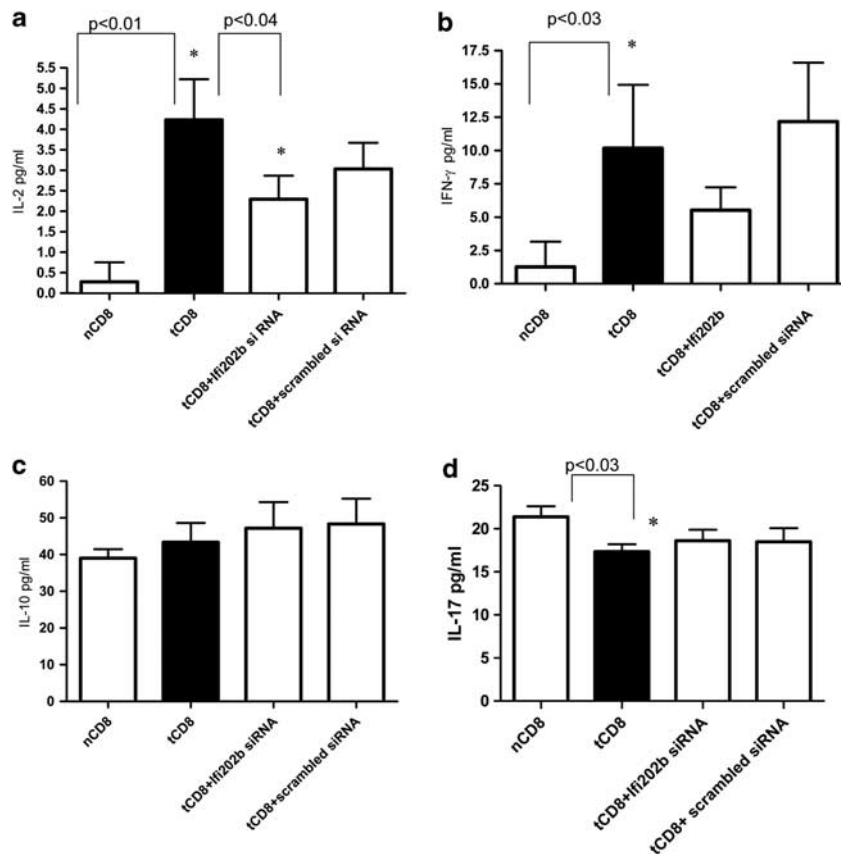 a
p<0.01
p<0.04
*
*
IL-2 pg/ml
5.5
5.0
4.5
4.0
3.5
3.0
2.5
2.0
1.5
1.0
0.5
0.0
nCD8
tCD8
tCD8+Ifi202b si RNA
tCD8+scrambled si RNA
b
p<0.03
*
IFN-γ pg/ml
17.5
15.0
12.5
10.0
7.5
5.0
2.5
0.0
nCD8
tCD8
tCD8+Ifi202b
tCD8+scrambled siRNA
c
IL-10 pg/ml
60
50
40
30
20
10
0
nCD8
tCD8
tCD8+Ifi202b siRNA
tCD8+scrambled siRNA
d
p<0.03
*
IL-17 pg/ml
25
20
15
10
5
0
nCD8
tCD8
tCD8+Ifi202b siRNA
tCD8+ scrambled siRNA